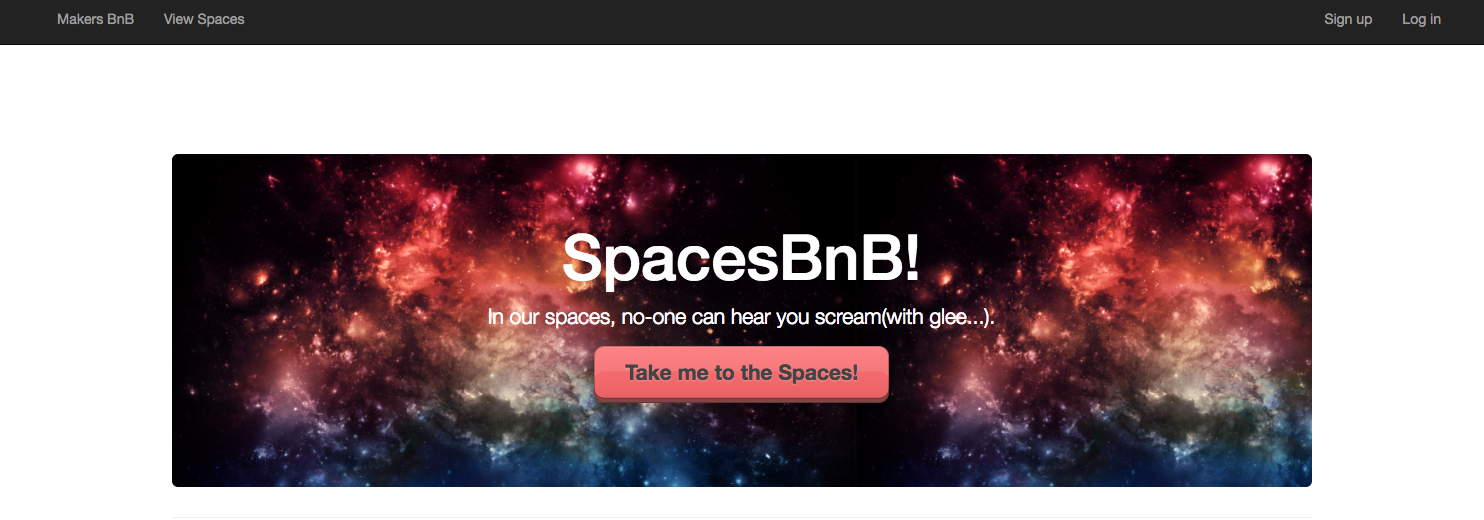 Makers BnB View Spaces Sign up Log in
SpacesBnB!
In our spaces, no-one can hear you scream(with glee...).
Take me to the Spaces!